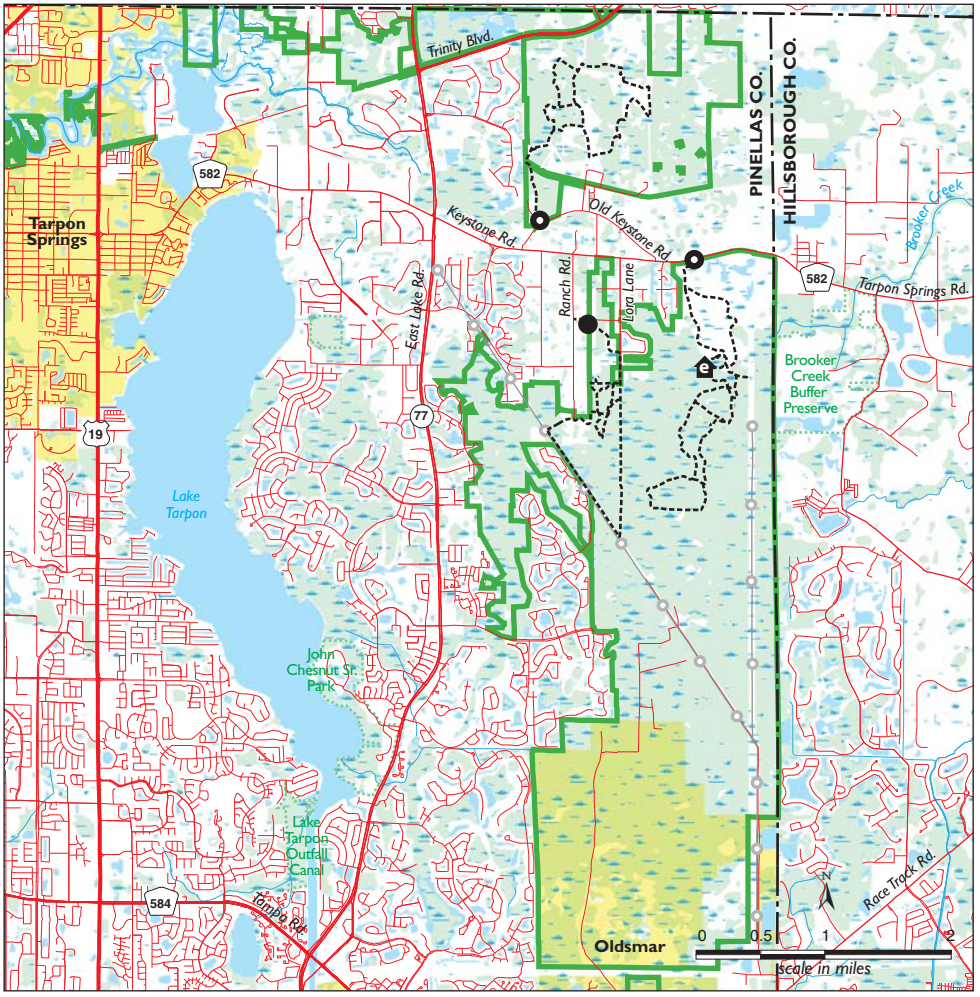 Trinity Blvd.
PINELLAS CO.
HILLSBOROUGH CO.
582
Tarpon
Springs
Keystone Rd.
Old Keystone Rd.
Brooker Creek
East Lake Rd.
Ranch Rd.
Lora Lane
582
Tarpon Springs Rd.
e
Brooker
Creek
Buffer
Preserve
77
19
Lake
Tarpon
John
Chesnut Sr.
Park
Lake
Tarpon
Outfall
Canal
584
Tampa Rd.
Race Track Rd.
N
Oldsmar
0 0.5 1 2
scale in miles